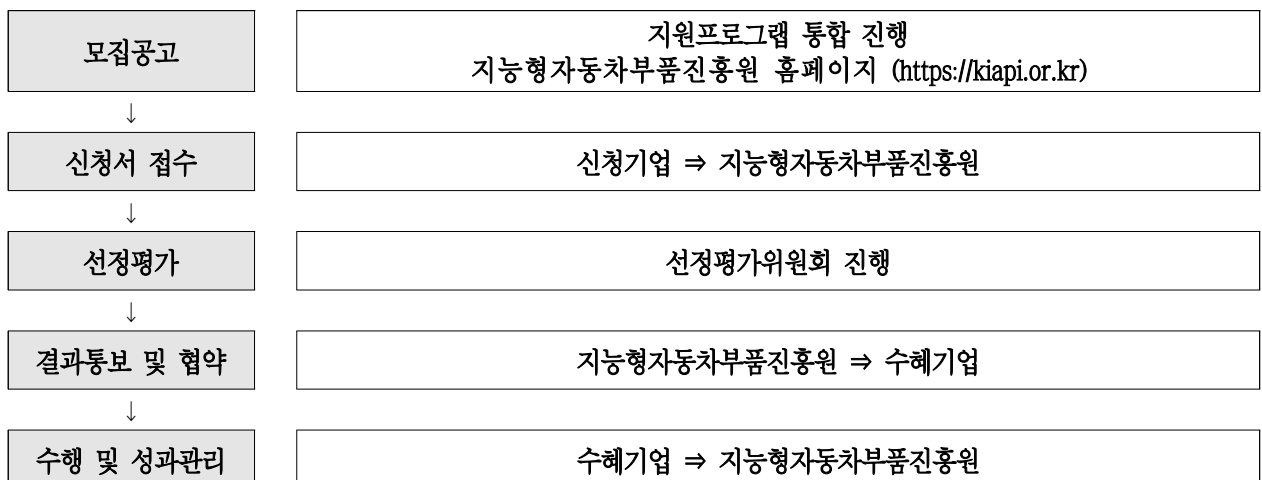 모집공고
지원프로그램 통합 진행
지능형자동차부품진흥원 홈페이지 (https://kiapi.or.kr)
↓
신청서 접수
신청기업 ⇒ 지능형자동차부품진흥원
↓
선정평가
선정평가위원회 진행
↓
결과통보 및 협약
지능형자동차부품진흥원 ⇒ 수혜기업
↓
수행 및 성과관리
수혜기업 ⇒ 지능형자동차부품진흥원